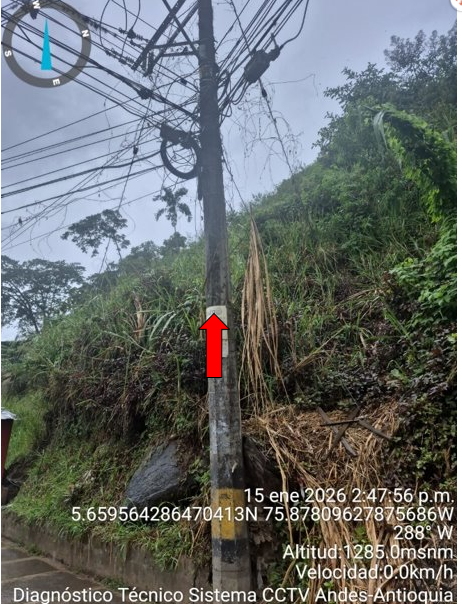 W
N
S
E
15 ene 2026 2:47:56 p.m.
5.659564286470413N 75.87809627875686W
288° W
Altitud:1285.0msnm
Velocidad:0.0km/h
Diagnóstico Técnico Sistema CCTV Andes-Antioquia